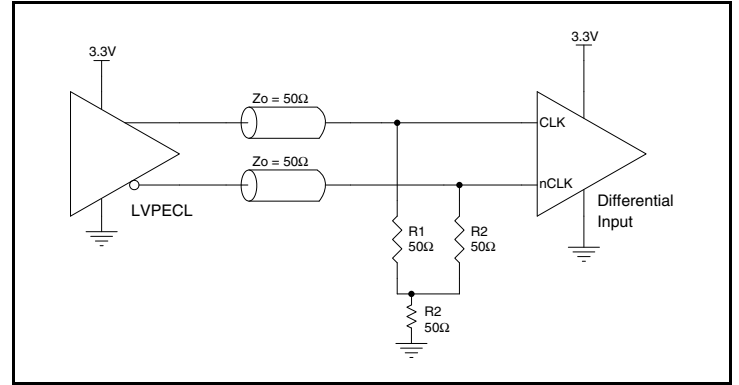 3.3V
3.3V
Zo = 50Ω
CLK
Zo = 50Ω
nCLK
LVPECL
Differential
Input
R1
50Ω
R2
50Ω
R2
50Ω